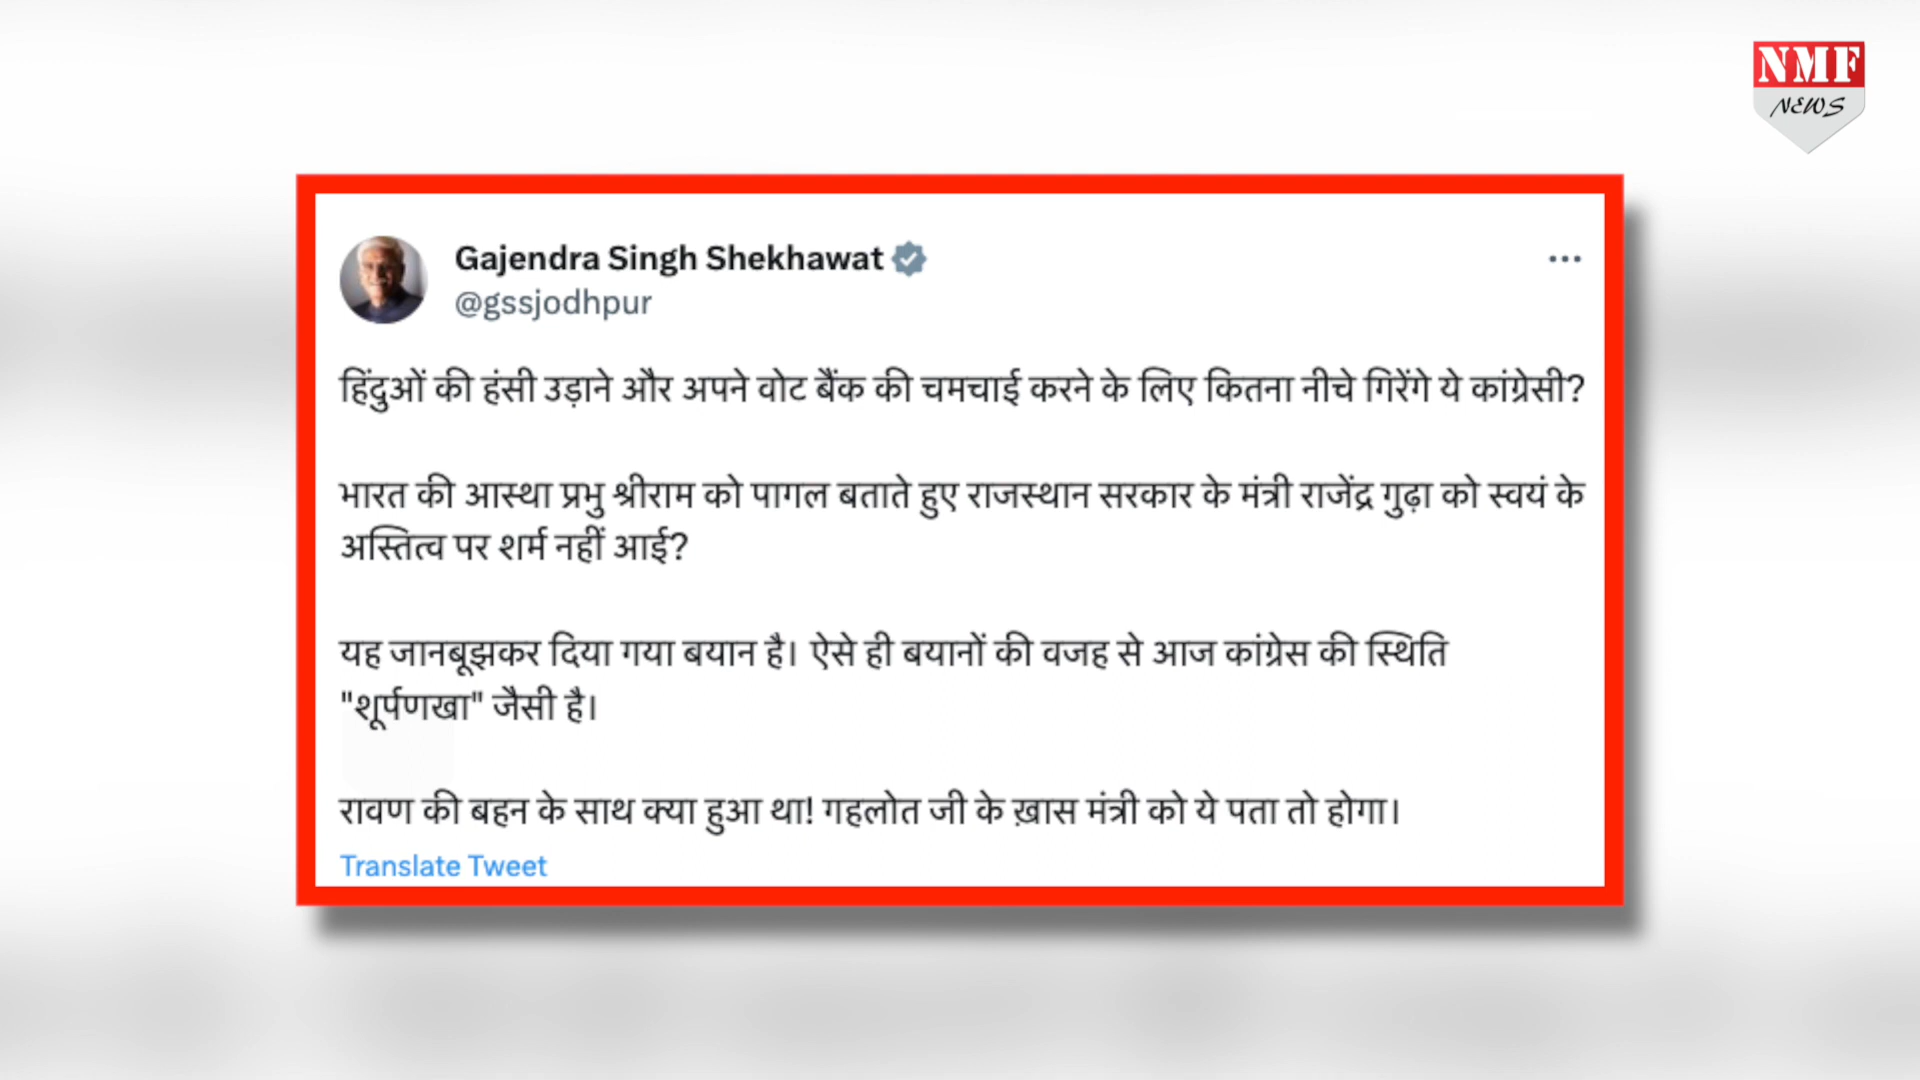 NMF
NEWS
Gajendra Singh Shekhawat
@gssjodhpur
हिंदुओं की हंसी उड़ाने और अपने वोट बैंक की चमचाई करने के लिए कितना नीचे गिरेंगे ये कांग्रेसी?
भारत की आस्था प्रभु श्रीराम को पागल बताते हुए राजस्थान सरकार के मंत्री राजेंद्र गुढ़ा को स्वयं के
अस्तित्व पर शर्म नहीं आई?
यह जानबूझकर दिया गया बयान है। ऐसे ही बयानों की वजह से आज कांग्रेस की स्थिति
"शूर्पणखा" जैसी है।
रावण की बहन के साथ क्या हुआ था! गहलोत जी के ख़ास मंत्री को ये पता तो होगा।
Translate Tweet